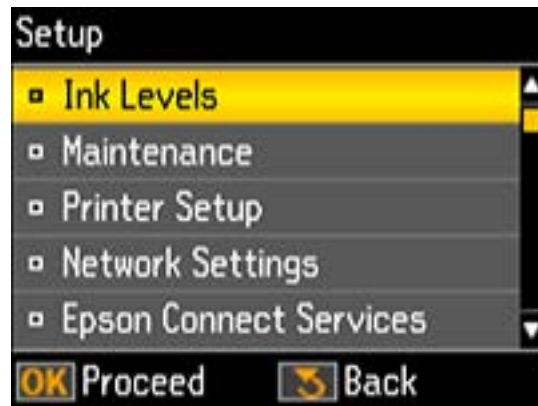 Setup
Ink Levels
Maintenance
Printer Setup
Network Settings
Epson Connect Services
OK Proceed Back